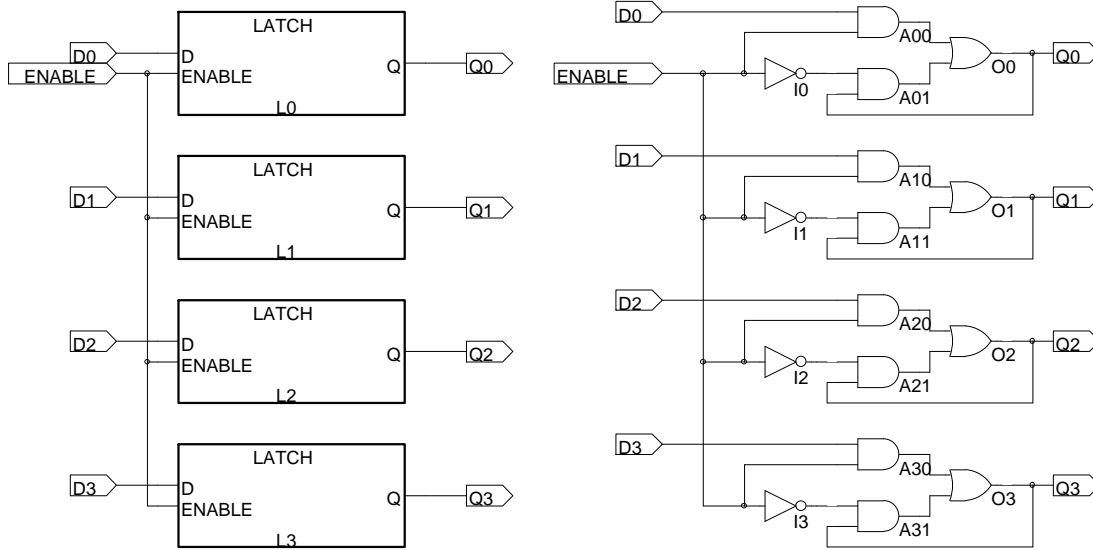 LATCH
D0
D
ENABLE
ENABLE
Q
Q0
L0
LATCH
D1
D
ENABLE
Q
Q1
L1
LATCH
D2
D
ENABLE
Q
Q2
L2
LATCH
D3
D
ENABLE
Q
Q3
L3
D0
A00
ENABLE
I0
A01
O0
Q0
D1
A10
I1
A11
O1
Q1
D2
A20
I2
A21
O2
Q2
D3
A30
I3
A31
O3
Q3